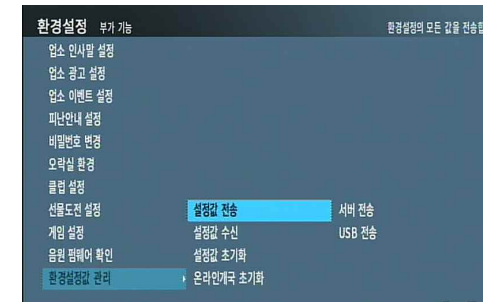 환경설정 부가 기능 환경설정의 모든 값을 전송합
업소 인사말 설정
업소 광고 설정
업소 이벤트 설정
피난안내 설정
비밀번호 변경
오락실 환경
클럽 설정
선물도전 설정 설정값 전송 서버 전송
게임 설정 설정값 수신 USB 전송
음원 펌웨어 확인 설정값 초기화
환경설정값 관리 온라인개국 초기화